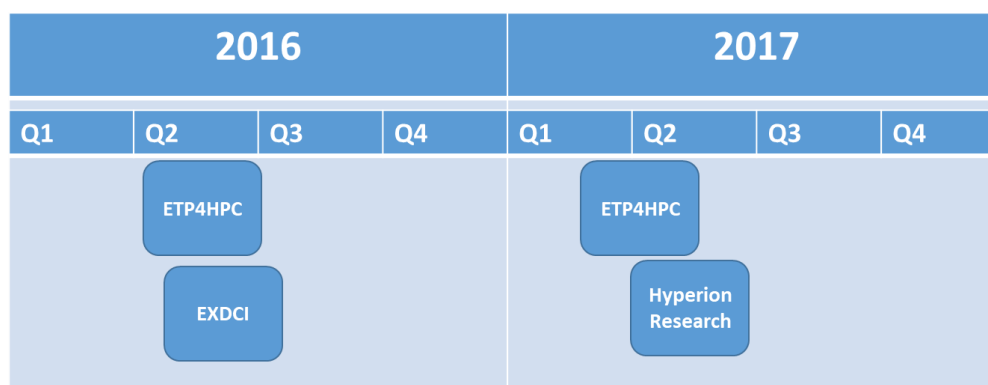 2016 2017
Q1 Q2 Q3 Q4 Q1 Q2 Q3 Q4
ETP4HPC ETP4HPC
EXDCI
Hyperion
Research